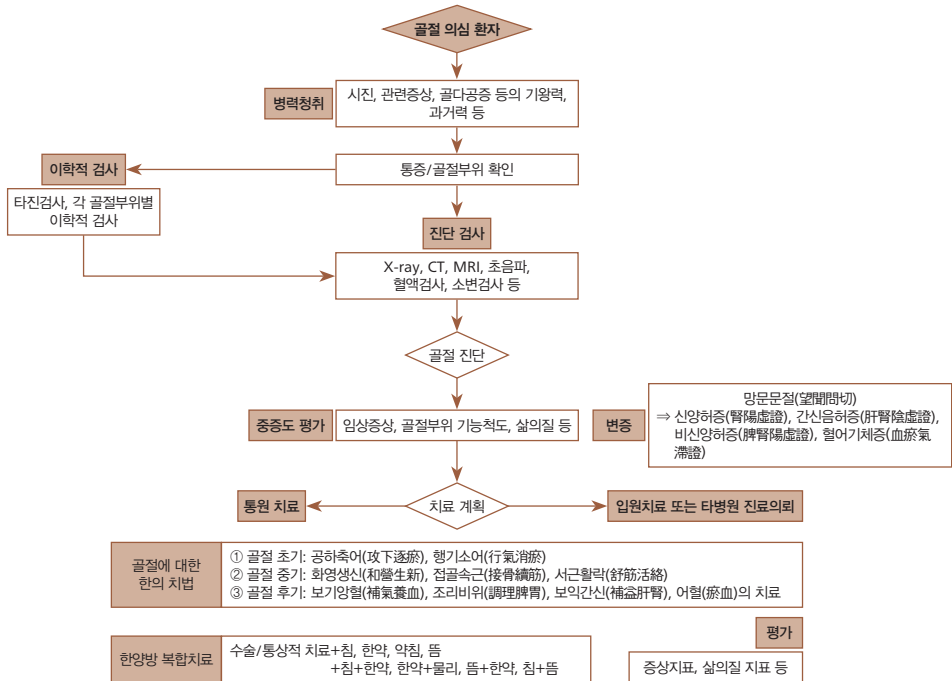 골절 의심 환자
병력청취
시진, 관련증상, 골다공증 등의 기왕력,
과거력 등
이학적 검사
통증/골절부위 확인
타진검사, 각 골절부위별
이학적 검사
진단 검사
X-ray, CT, MRI, 초음파,
혈액검사, 소변검사 등
골절 진단
중증도 평가
임상증상, 골절부위 기능척도, 삶의질 등
변증
망문문절(望聞問切)
⇒ 신양허증(腎陽虛證), 간신음허증(肝腎陰虛證),
비신양허증(脾腎陽虛證), 혈어기체증(血瘀氣
滯證)
통원 치료
치료 계획
입원치료 또는 타병원 진료의뢰
골절에 대한
한의 치법
① 골절 초기: 공하축어(攻下逐瘀), 행기소어(行氣消瘀)
② 골절 중기: 화영생신(和營生新), 접골속근(接骨續筋), 서근활락(舒筋活絡)
③ 골절 후기: 보기양혈(補氣養血), 조리비위(調理脾胃), 보익간신(補益肝腎), 어혈(瘀血)의 치료
한양방 복합치료
수술/통상적 치료+침, 한약, 약침, 뜸
+침+한약, 한약+물리, 뜸+한약, 침+뜸
평가
증상지표, 삶의질 지표 등